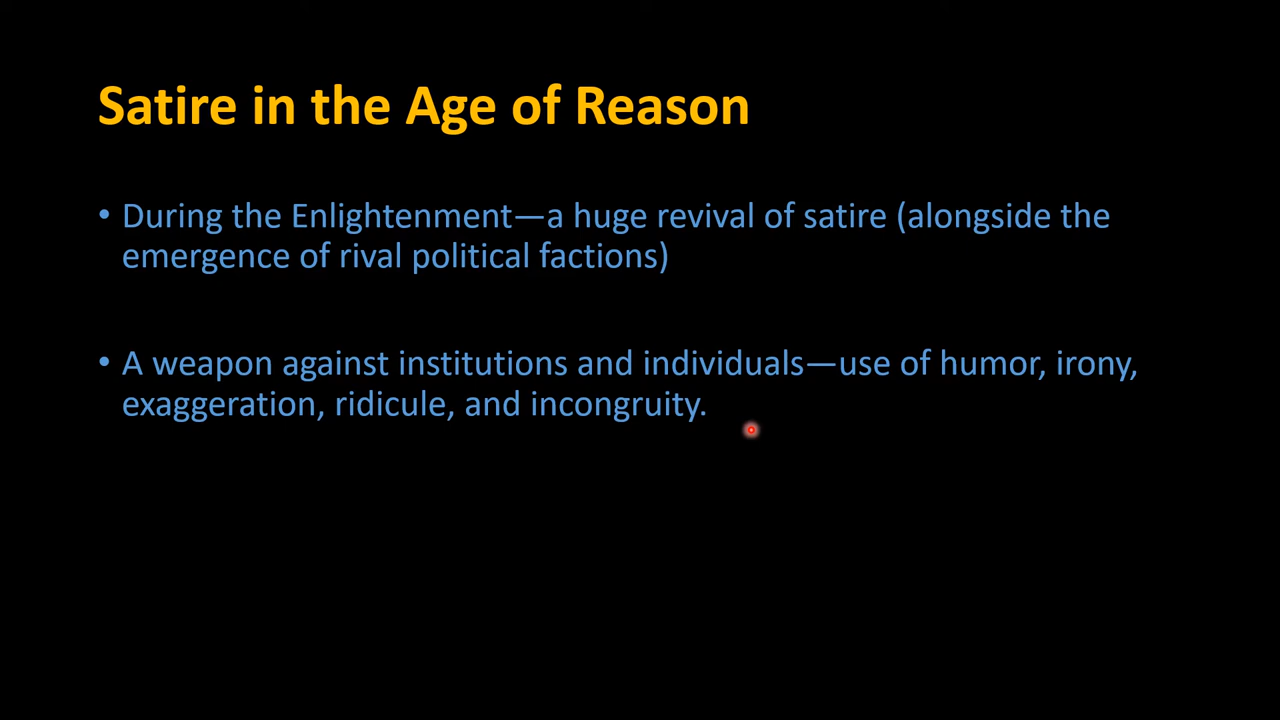 Satire in the Age of Reason
• During the Enlightenment—a huge revival of satire (alongside the
emergence of rival political factions)
• A weapon against institutions and individuals—use of humor, irony,
exaggeration, ridicule, and incongruity.